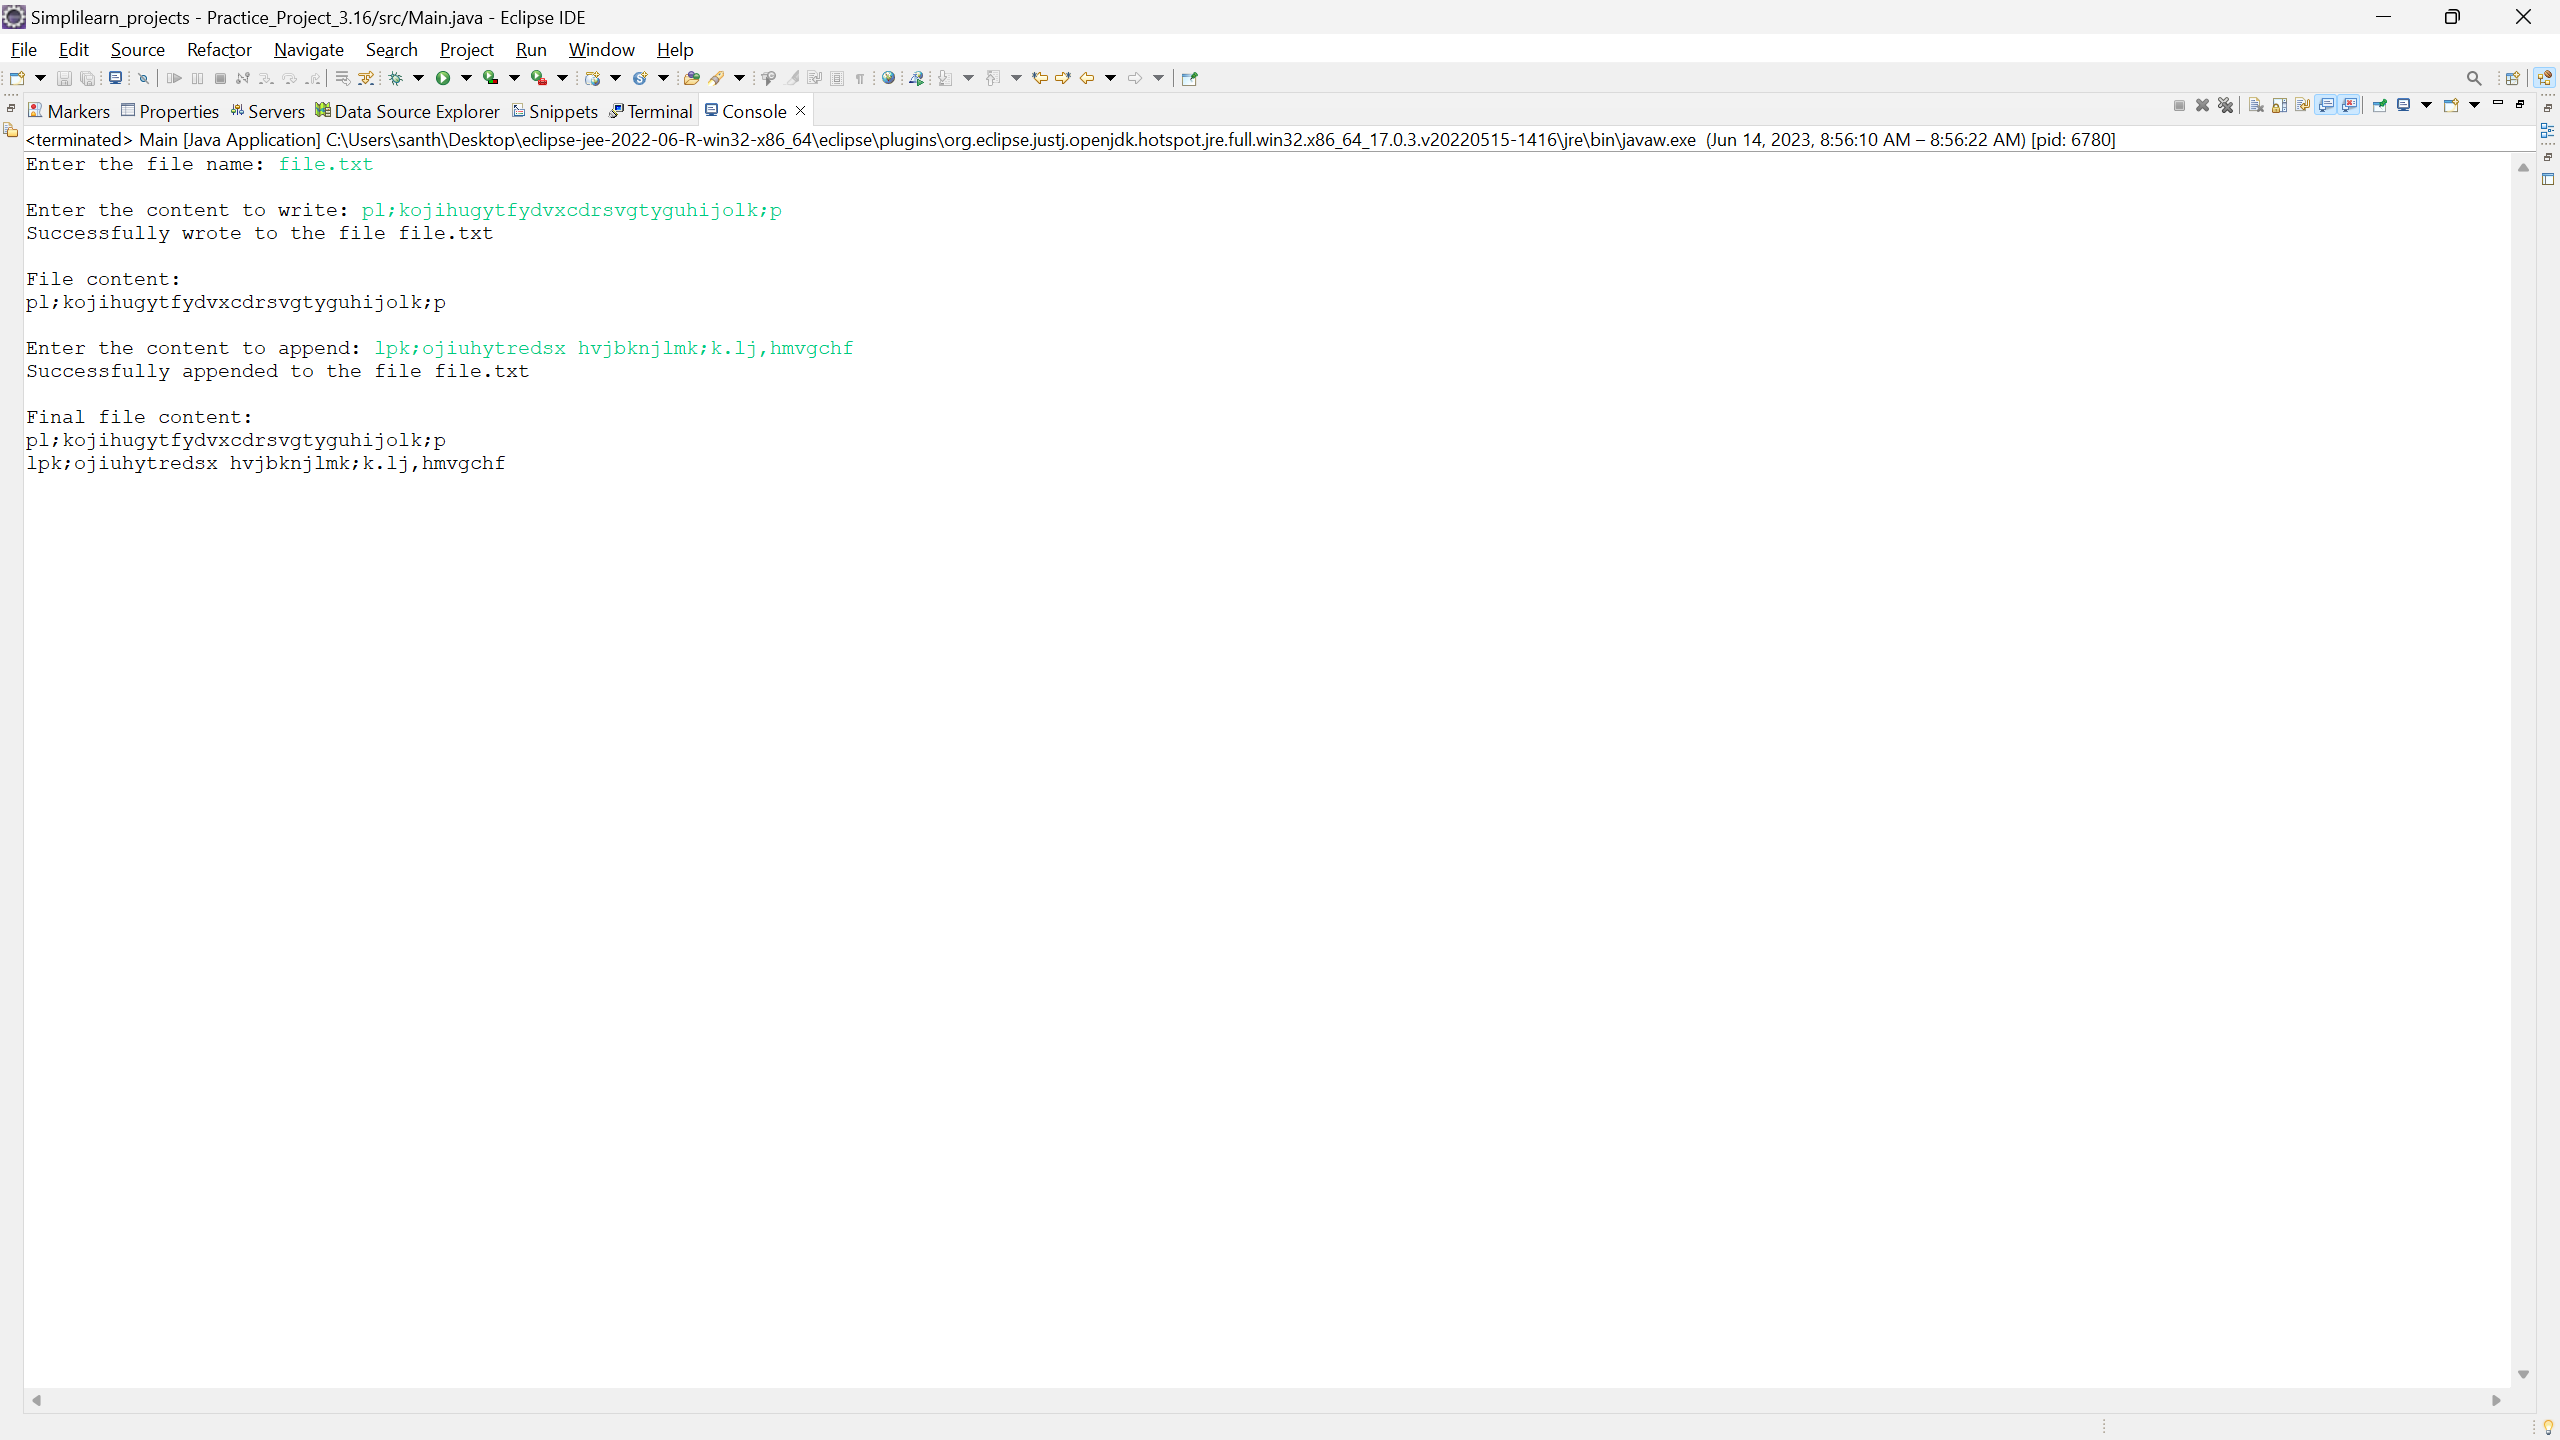 Simplilearn_projects - Practice_Project_3.16/src/Main.java - Eclipse IDE
File Edit Source Refactor Navigate Search Project Run Window Help
Markers Properties Servers Data Source Explorer Snippets Terminal Console
<terminated> Main [Java Application] C:\Users\santh\Desktop\eclipse-jee-2022-06-R-win32-x86_64\eclipse\plugins\org.eclipse.justj.openjdk.hotspot.jre.full.win32.x86_64_17.0.3.v20220515-1416\jre\bin\javaw.exe (Jun 14, 2023, 8:56:10 AM – 8:56:22 AM) [pid: 6780]
Enter the file name: file.txt
Enter the content to write: pl;kojihugytfydvxcdrsvgtyguhijolk;p
Successfully wrote to the file file.txt
File content:
pl;kojihugytfydvxcdrsvgtyguhijolk;p
Enter the content to append: lpk;ojiuhytredsx hvjbknjlmk;k.lj,hmvgchf
Successfully appended to the file file.txt
Final file content:
pl;kojihugytfydvxcdrsvgtyguhijolk;p
lpk;ojiuhytredsx hvjbknjlmk;k.lj,hmvgchf